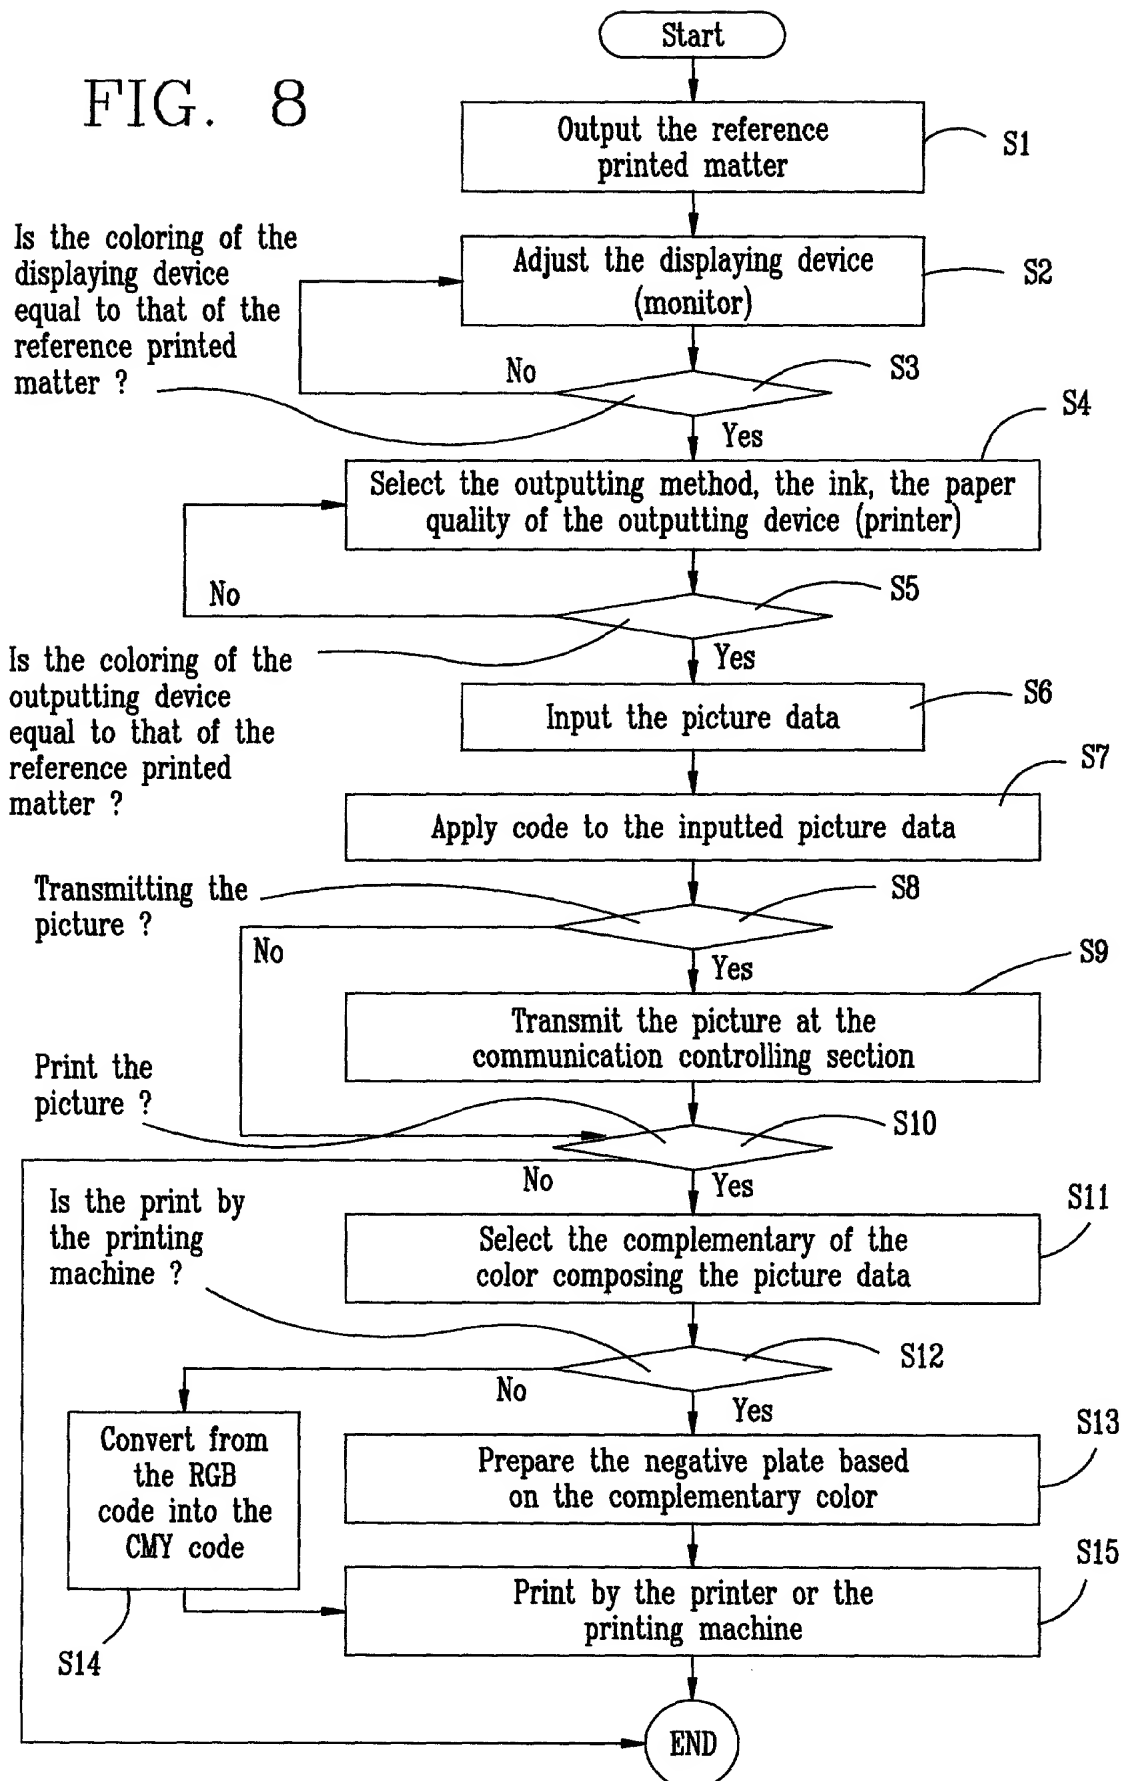 Start
FIG. 8
Output the reference
printed matter
S1
Is the coloring of the
displaying device
equal to that of the
reference printed
matter ?
Adjust the displaying device
(monitor)
S2
No
S3
Yes
S4
Select the outputting method, the ink, the paper
quality of the outputting device (printer)
No
S5
Yes
Is the coloring of the
outputting device
equal to that of the
reference printed
matter ?
S6
Input the picture data
S7
Apply code to the inputted picture data
Transmitting the
picture ?
S8
No
Yes
S9
Transmit the picture at the
communication controlling section
Print the
picture ?
S10
No
Yes
Is the print by
the printing
machine ?
S11
Select the complementary of the
color composing the picture data
S12
No
Yes
Convert from
the RGB
code into the
CMY code
S13
Prepare the negative plate based
on the complementary color
S15
Print by the printer or the
printing machine
S14
END